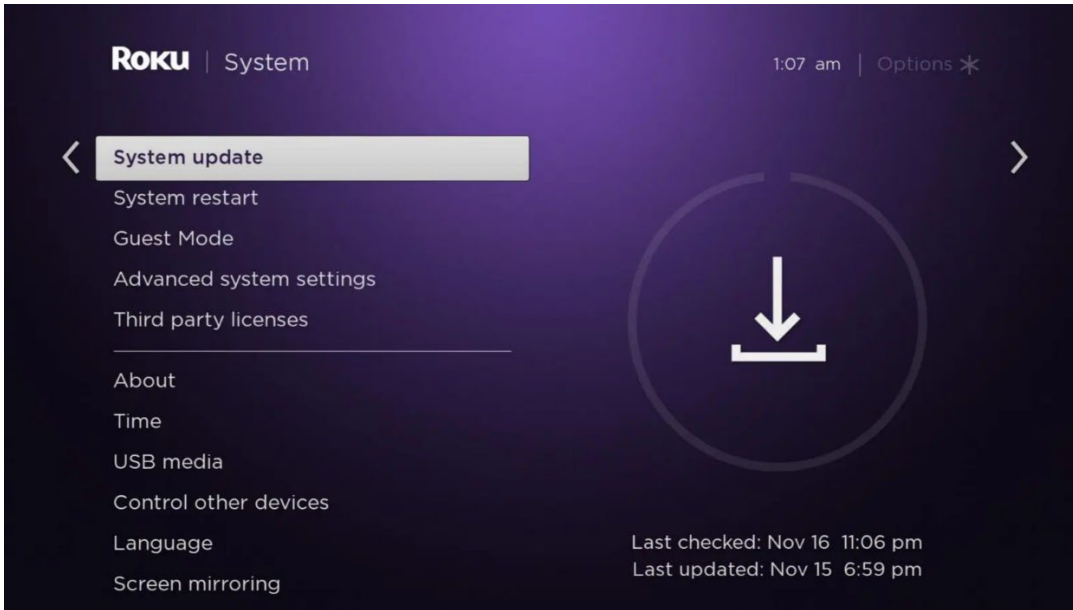 Roku | System
1:07 am | Options
System update
System restart
Guest Mode
Advanced system settings
Third party licenses
About
Time
USB media
Control other devices
Language
Screen mirroring
Last checked: Nov 16 11:06 pm
Last updated: Nov 15 6:59 pm